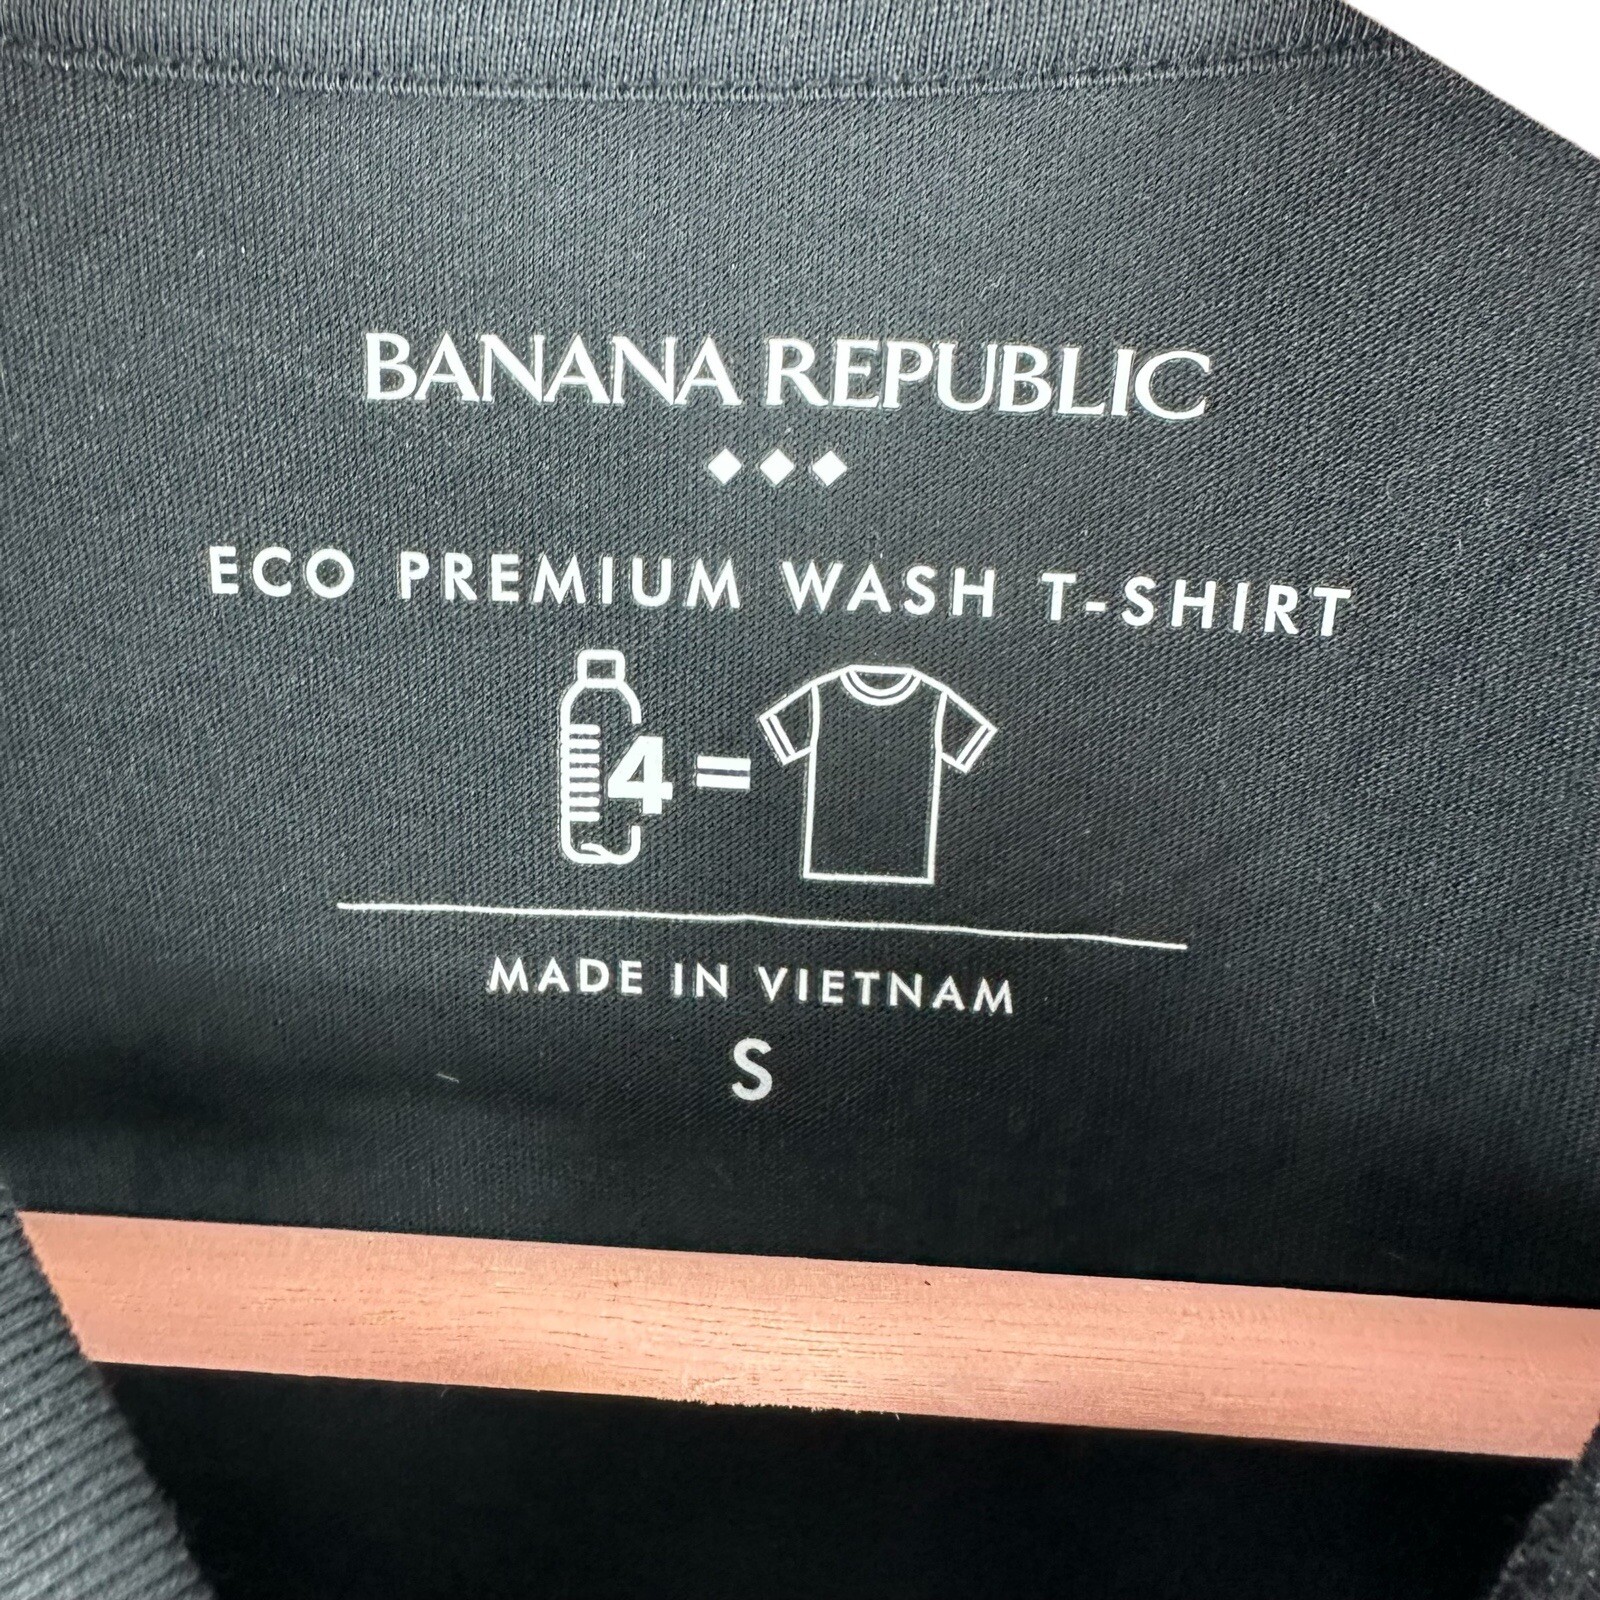 BANANA REPUBLIC
ECO PREMIUM WASH T-SHIRT
4 =
MADE IN VIETNAM
S